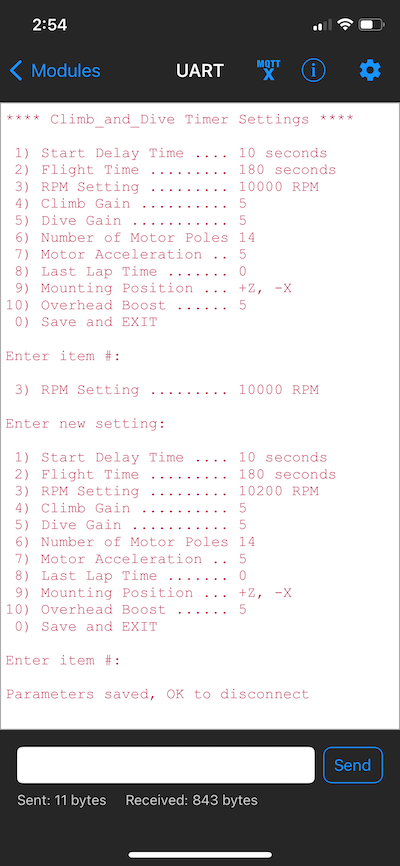 2:54
Modules
UART
MQTT
X
**** Climb_and_Dive Timer Settings ****
1) Start Delay Time .... 10 seconds
2) Flight Time ......... 180 seconds
3) RPM Setting ......... 10000 RPM
4) Climb Gain .......... 5
5) Dive Gain ........... 5
6) Number of Motor Poles 14
7) Motor Acceleration .. 5
8) Last Lap Time ....... 0
9) Mounting Position ... +Z, -X
10) Overhead Boost ...... 5
0) Save and EXIT
Enter item #:
3) RPM Setting ......... 10000 RPM
Enter new setting:
1) Start Delay Time .... 10 seconds
2) Flight Time ......... 180 seconds
3) RPM Setting ......... 10200 RPM
4) Climb Gain .......... 5
5) Dive Gain ........... 5
6) Number of Motor Poles 14
7) Motor Acceleration .. 5
8) Last Lap Time ....... 0
9) Mounting Position ... +Z, -X
10) Overhead Boost ...... 5
0) Save and EXIT
Enter item #:
Parameters saved, OK to disconnect
Send
Sent: 11 bytes Received: 843 bytes